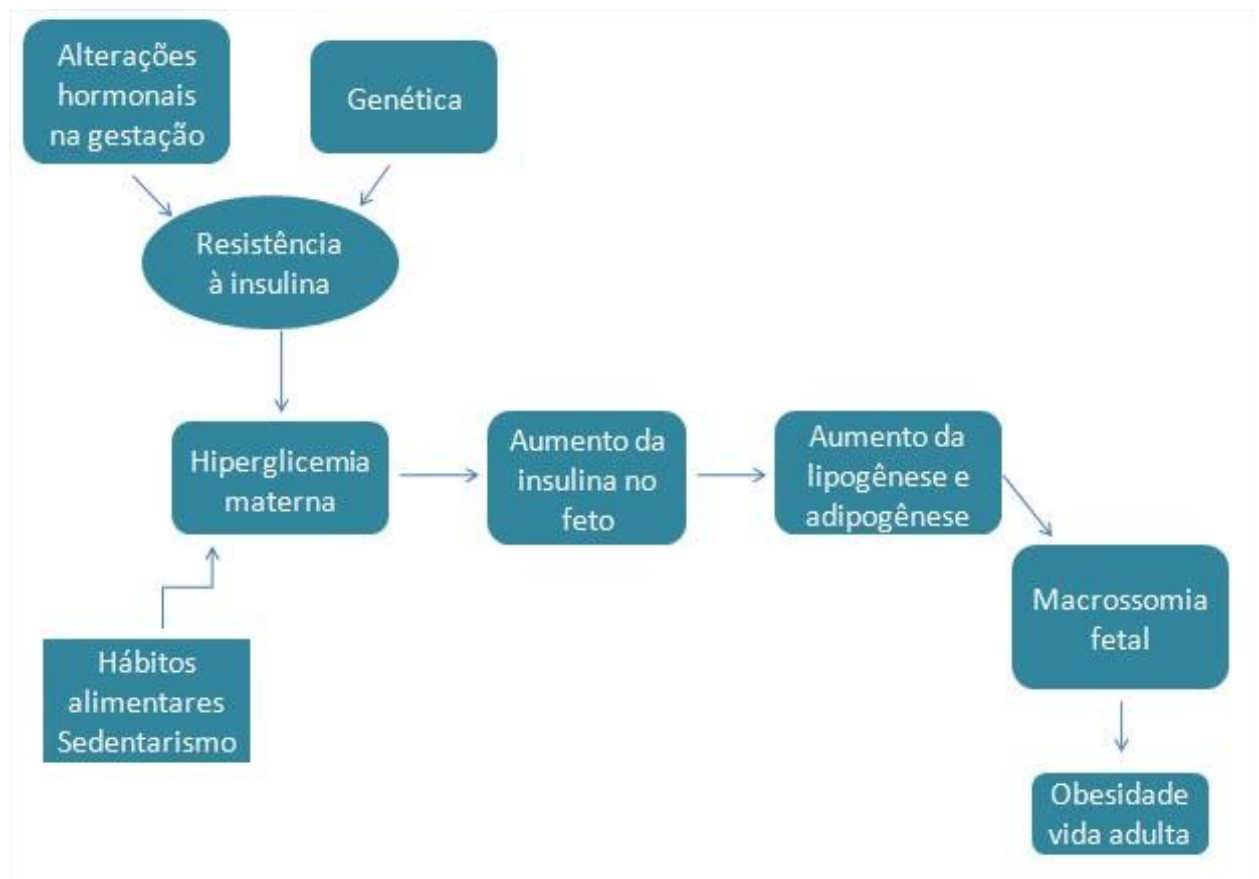 Alterações
hormonais
na gestação
Genética
Resistência
à insulina
Hiperglicemia
materna
Aumento da
insulina no
feto
Aumento da
lipogênese e
adipogênese
Macrossomia
fetal
Hábitos
alimentares
Sedentarismo
Obesidade
vida adulta